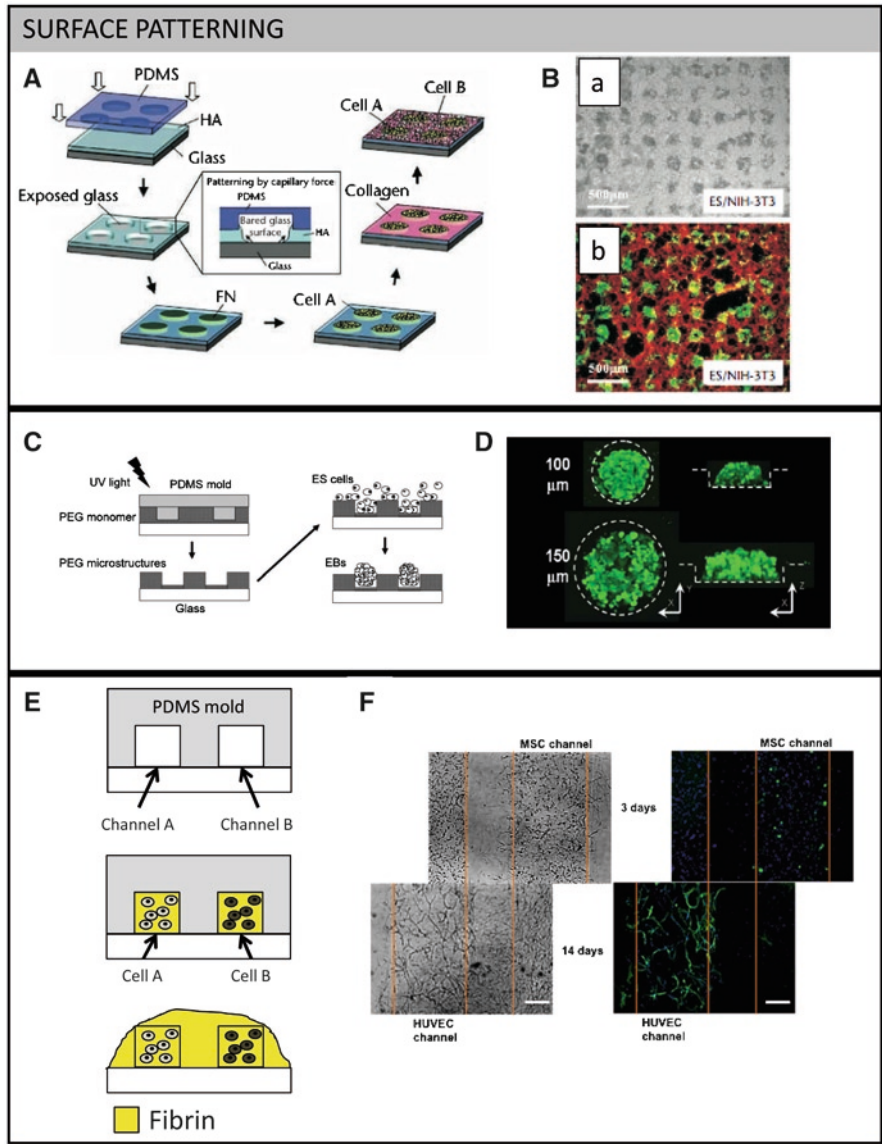 SURFACE PATTERNING
A
PDMS
HA
Glass
Exposed glass
Patterning by capillary force
PDMS
Bared glass
surface
HA
Glass
FN
Cell A
Collagen
Cell A
Cell B
B
a
500μm
ES/NIH-3T3
b
500μm
ES/NIH-3T3
C
UV light
PDMS mold
PEG monomer
PEG microstructures
Glass
ES cells
EBs
D
100
μm
150
μm
X
Y
X
Z
E
PDMS mold
Channel A
Channel B
Cell A
Cell B
Fibrin
F
MSC channel
MSC channel
3 days
14 days
HUVEC
channel
HUVEC
channel